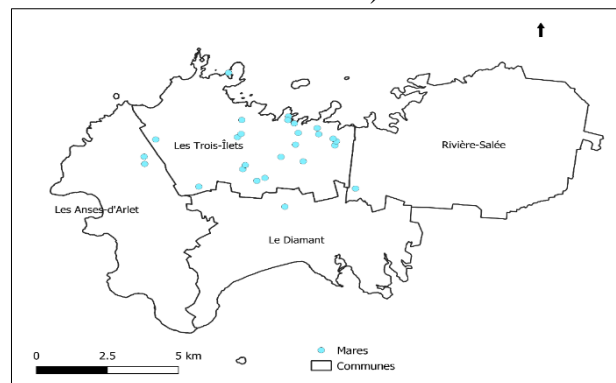 Les Trois-Îlets
Rivière-Salée
Les Anses-d'Arlet
Le Diamant
0 2.5 5 km
Mares
Communes